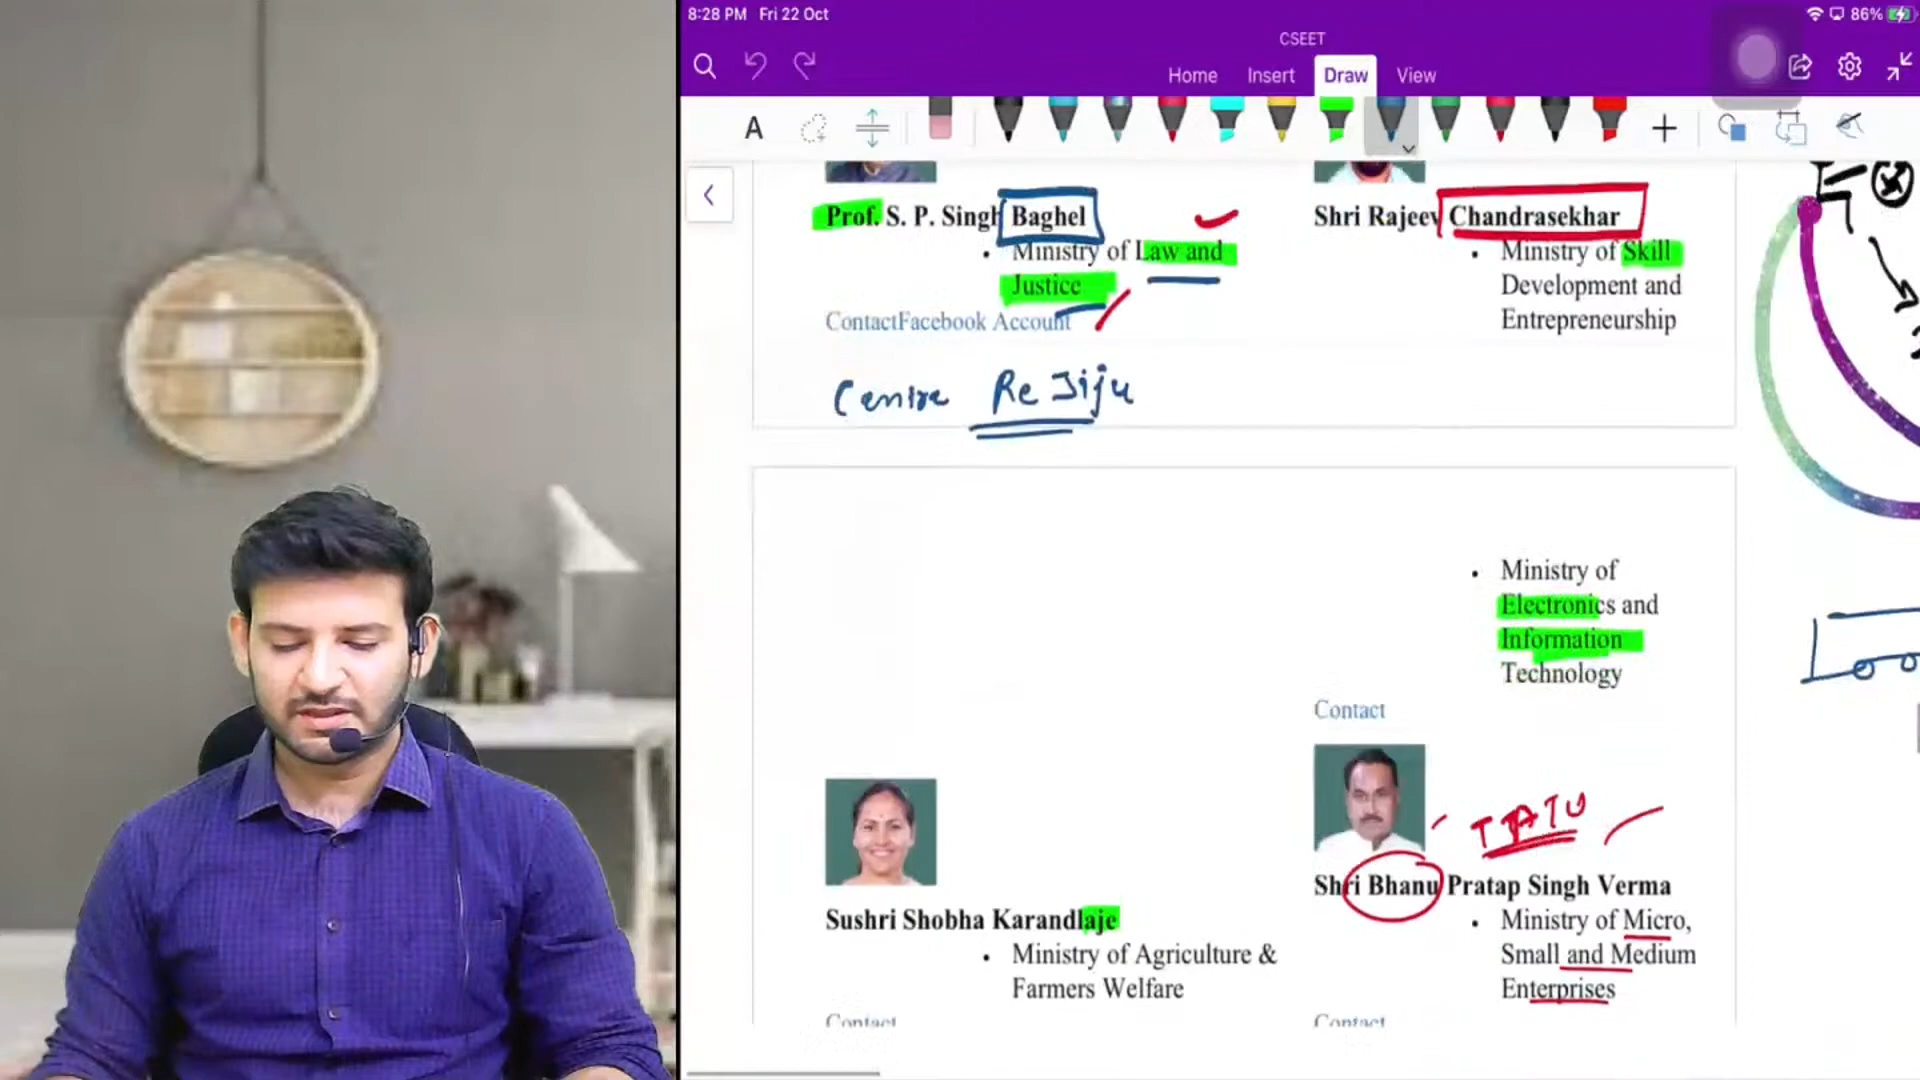 8:28 PM Fri 22 Oct
86%
CSEET
Home Insert Draw View
A
Prof. S. P. Singh Baghel
Ministry of Law and
Justice
ContactFacebook Account
Shri Rajeev Chandrasekhar
Ministry of Skill
Development and
Entrepreneurship
Centre ReJiju
Ministry of
Electronics and
Information
Technology
Contact
Sushri Shobha Karandlaje
Ministry of Agriculture &
Farmers Welfare
Contact
Shri Bhanu Pratap Singh Verma
Ministry of Micro,
Small and Medium
Enterprises
Contact